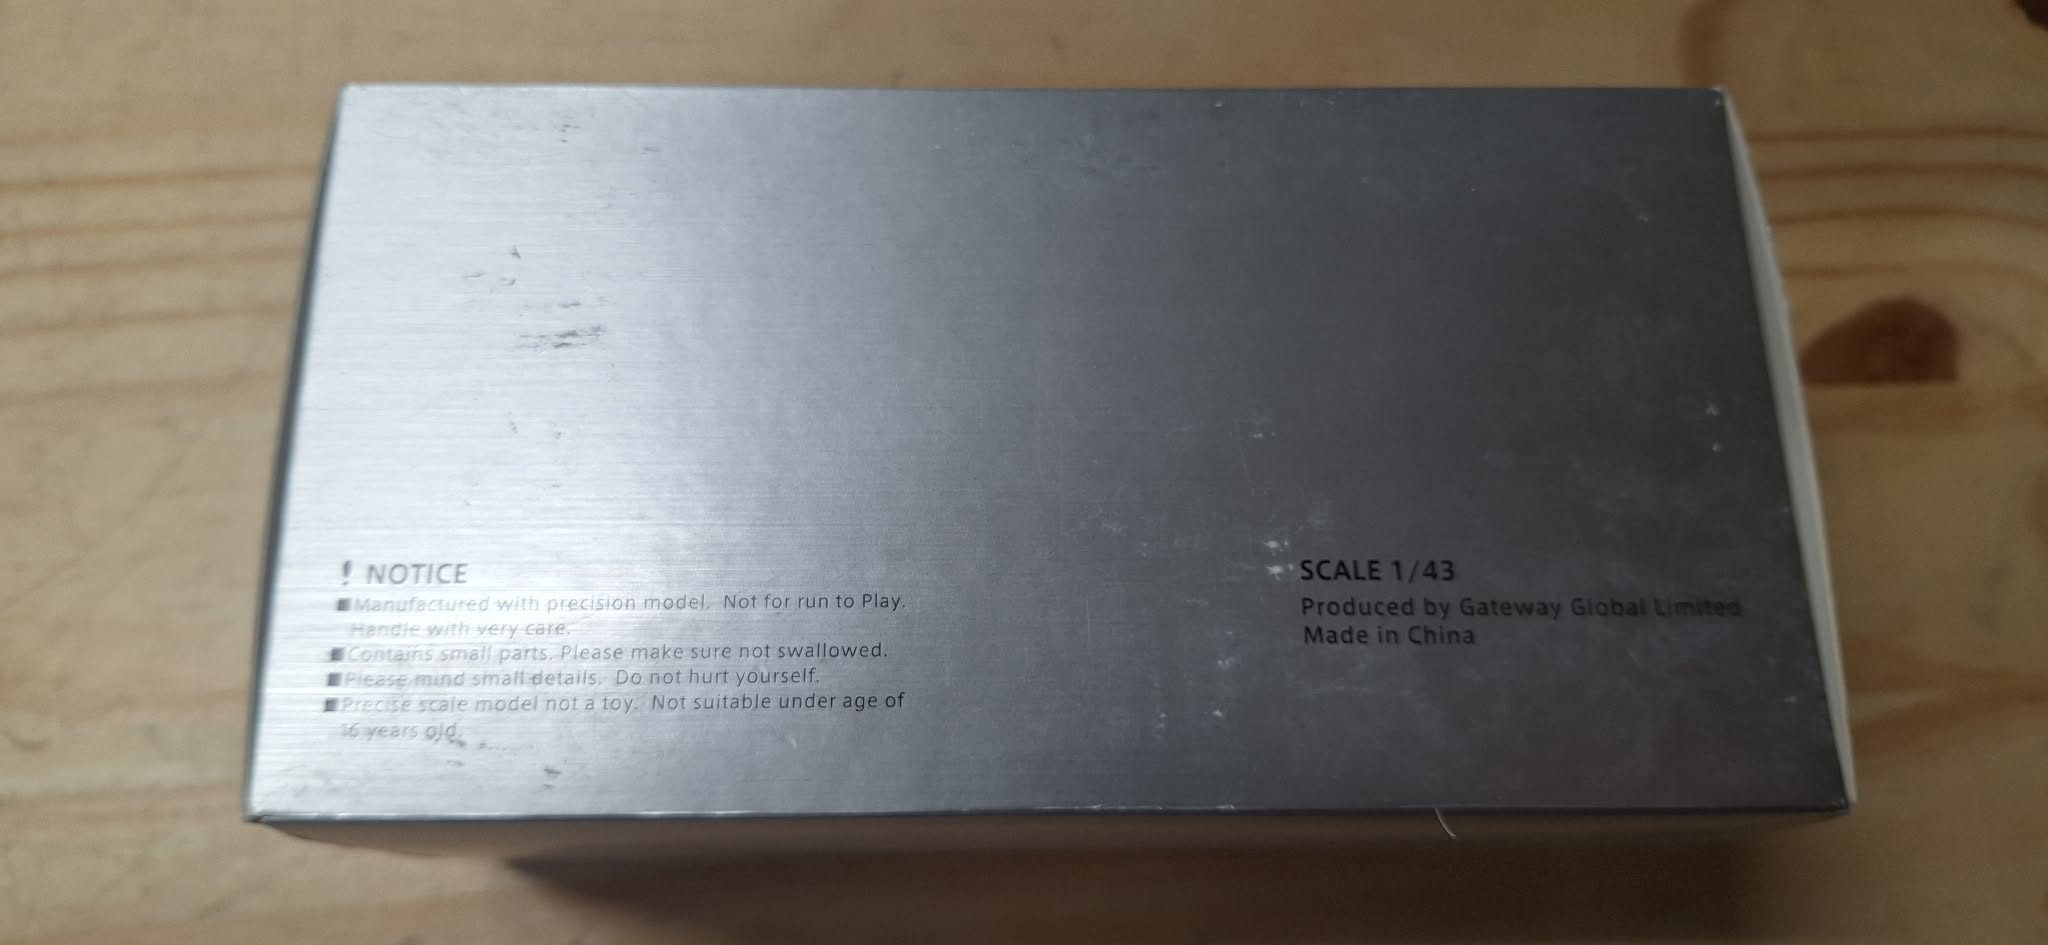 ! NOTICE
■Manufactured with precision model. Not for run to Play.
Handle with very care.
■Contains small parts. Please make sure not swallowed.
■Please mind small details. Do not hurt yourself.
■Precise scale model not a toy. Not suitable under age of
16 years old.
SCALE 1/43
Produced by Gateway Global Limited
Made in China